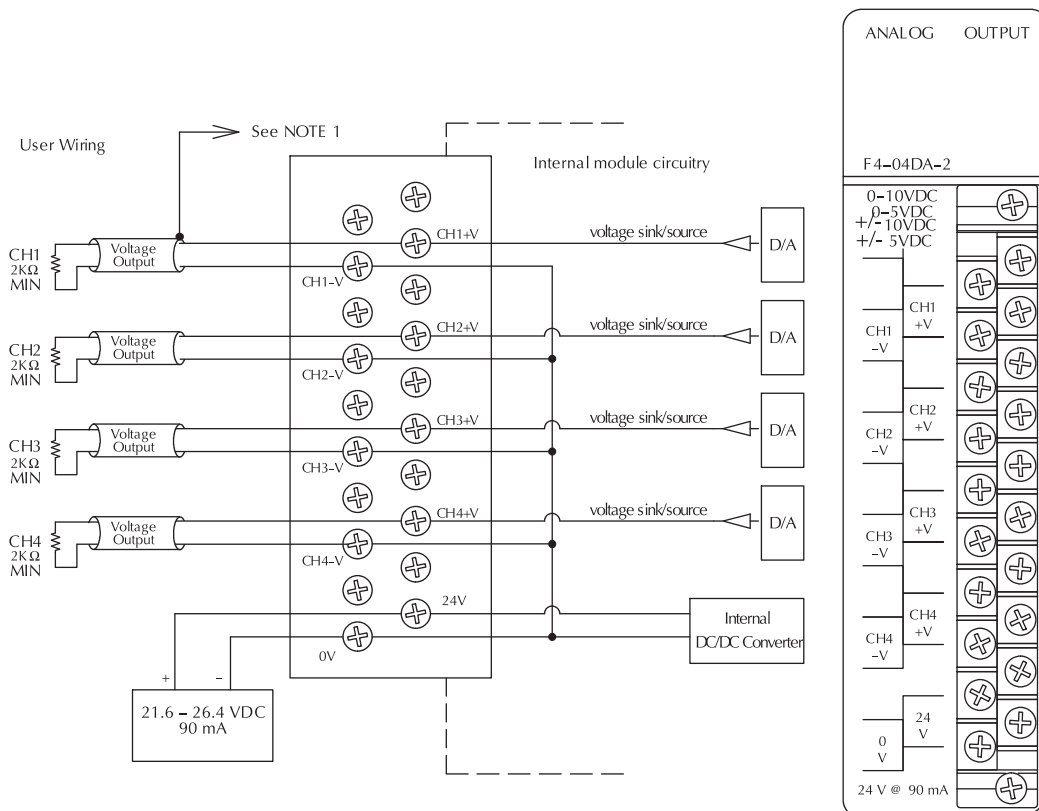 User Wiring
See NOTE 1
Internal module circuitry
CH1
2KΩ
MIN
Voltage
Output
CH1+V
CH1–V
voltage sink/source
D/A
CH2
2KΩ
MIN
Voltage
Output
CH2+V
CH2–V
voltage sink/source
D/A
CH3
2KΩ
MIN
Voltage
Output
CH3+V
CH3–V
voltage sink/source
D/A
CH4
2KΩ
MIN
Voltage
Output
CH4+V
CH4–V
voltage sink/source
D/A
24V
0V
Internal
DC/DC Converter
+ –
21.6 – 26.4 VDC
90 mA
ANALOG OUTPUT
F4–04DA–2
0–10VDC
0–5VDC
+/– 10VDC
+/– 5VDC
CH1
+V
CH1
–V
CH2
+V
CH2
–V
CH3
+V
CH3
–V
CH4
+V
CH4
–V
24
V
0
V
24 V @ 90 mA